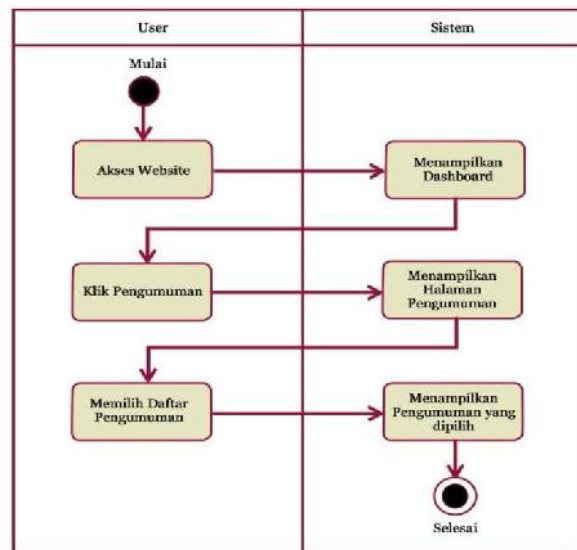 User
Sistem
Mulai
Akses Website
Menampilkan
Dashboard
Klik Pengumuman
Menampilkan
Halaman
Pengumuman
Memilih Daftar
Pengumuman
Menampilkan
Pengumuman yang
dipilih
Selesai